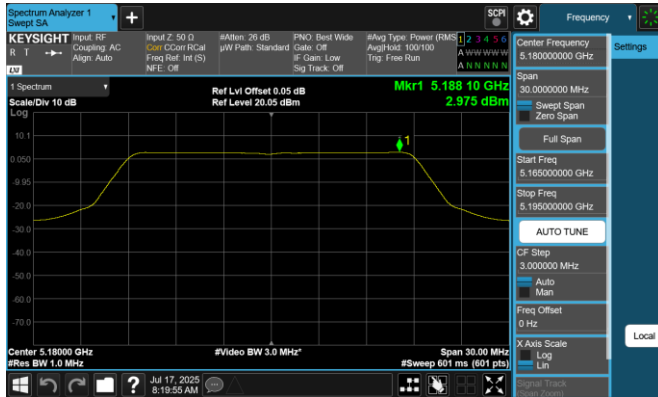 Spectrum Analyzer 1
Swept SA
SCPI
Frequency
KEYSIGHT
R T
LXI
Input: RF
Coupling: AC
Align: Auto
Input Z: 50 Ω
Corr CCorr RCal
Freq Ref: Int (S)
NFE: Off
#Atten: 26 dB
µW Path: Standard
PNO: Best Wide
Gate: Off
IF Gain: Low
Sig Track: Off
#Avg Type: Power (RMS
Avg|Hold: 100/100
Trig: Free Run
1 2 3 4 5 6
A W W W W W
A N N N N N
1 Spectrum
Scale/Div 10 dB
Log
Ref Lvl Offset 0.05 dB
Ref Level 20.05 dBm
Mkr1 5.188 10 GHz
2.975 dBm
1
10.1
0.050
-9.95
-20.0
-30.0
-40.0
-50.0
-60.0
-70.0
Center 5.18000 GHz
#Res BW 1.0 MHz
#Video BW 3.0 MHz*
Span 30.00 MHz
#Sweep 601 ms (601 pts)
Jul 17, 2025
8:19:55 AM
?
Center Frequency
5.180000000 GHz
Span
30.0000000 MHz
Swept Span
Zero Span
Full Span
Start Freq
5.165000000 GHz
Stop Freq
5.195000000 GHz
AUTO TUNE
CF Step
3.000000 MHz
Auto
Man
Freq Offset
0 Hz
X Axis Scale
Log
Lin
Signal Track
(Span Zoom)
Settings
Local